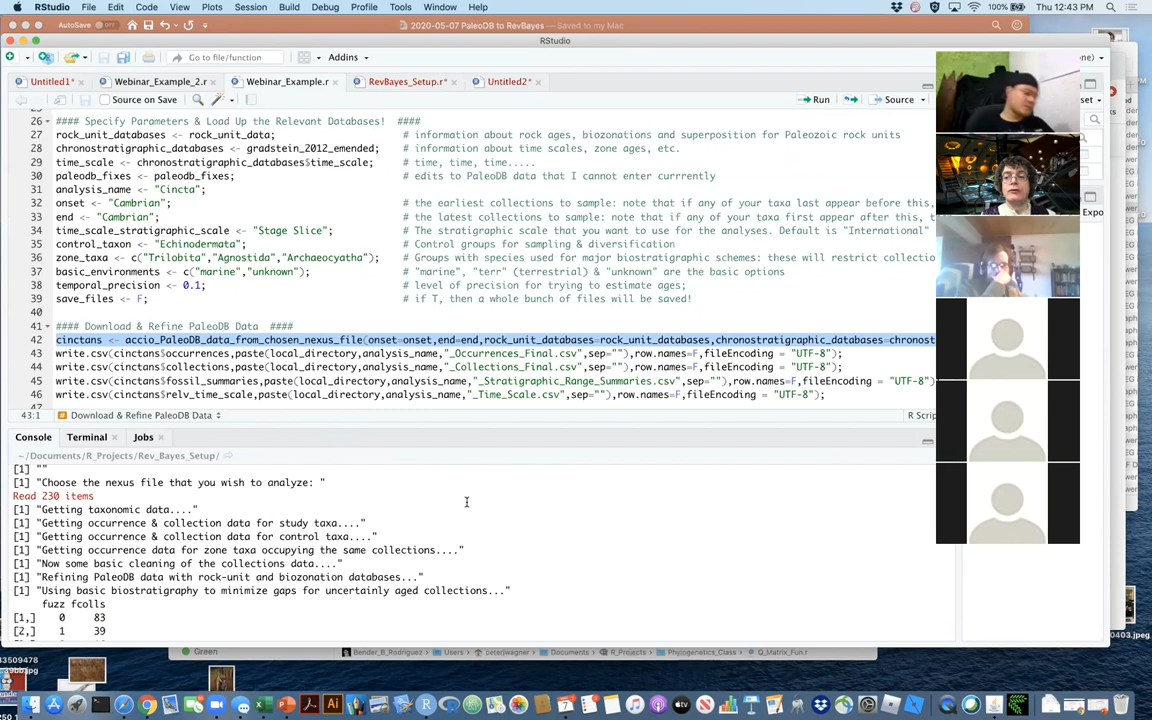 RStudio File Edit Code View Plots Session Build Debug Profile Tools Window Help Thu 12:43 PM
AutoSave 2020-05-07 PaleoDB to RevBayes — Saved to my Mac
RStudio
Go to file/function Addins
Untitled1* Webinar_Example_2.r Webinar_Example.r RevBayes_Setup.r* Untitled2*
Source on Save Run Source
26 #### Specify Parameters & Load Up the Relevant Databases! ####
27 rock_unit_databases <- rock_unit_data; # information about rock ages, biozonations and superposition for Paleozoic rock units
28 chronostratigraphic_databases <- gradstein_2012_emended; # information about time scales, zone ages, etc.
29 time_scale <- chronostratigraphic_databases$time_scale; # time, time, time.....
30 paleodb_fixes <- paleodb_fixes; # edits to PaleoDB data that I cannot enter currrently
31 analysis_name <- "Cincta";
32 onset <- "Cambrian"; # the earliest collections to sample: note that if any of your taxa last appear before this,
33 end <- "Cambrian"; # the latest collections to sample: note that if any of your taxa first appear after this, t
34 time_scale_stratigraphic_scale <- "Stage Slice"; # The stratigraphic scale that you want to use for the analyses. Default is "International"
35 control_taxon <- "Echinodermata"; # Control groups for sampling & diversification
36 zone_taxa <- c("Trilobita","Agnostida","Archaeocyatha"); # Groups with species used for major biostratigraphic schemes: these will restrict collectio
37 basic_environments <- c("marine","unknown"); # "marine", "terr" (terrestrial) & "unknown" are the basic options
38 temporal_precision <- 0.1; # level of precision for trying to estimate ages;
39 save_files <- F; # if T, then a whole bunch of files will be saved!
40
41 #### Download & Refine PaleoDB Data ####
42 cinctans <- accio_PaleoDB_data_from_chosen_nexus_file(onset=onset,end=end,rock_unit_databases=rock_unit_databases,chronostratigraphic_databases=chronost
43 write.csv(cinctans$occurrences,paste(local_directory,analysis_name,"_Occurrences_Final.csv",sep=""),row.names=F,fileEncoding = "UTF-8");
44 write.csv(cinctans$collections,paste(local_directory,analysis_name,"_Collections_Final.csv",sep=""),row.names=F,fileEncoding = "UTF-8");
45 write.csv(cinctans$fossil_summaries,paste(local_directory,analysis_name,"_Stratigraphic_Range_Summaries.csv",sep=""),row.names=F,fileEncoding = "UTF-8")
46 write.csv(cinctans$relv_time_scale,paste(local_directory,analysis_name,"_Time_Scale.csv",sep=""),row.names=F,fileEncoding = "UTF-8");
43:1 Download & Refine PaleoDB Data R Scrip
Console Terminal Jobs
~/Documents/R_Projects/Rev_Bayes_Setup/
[1] ""
[1] "Choose the nexus file that you wish to analyze: "
Read 230 items
[1] "Getting taxonomic data...."
[1] "Getting occurrence & collection data for study taxa...."
[1] "Getting occurrence & collection data for control taxa...."
[1] "Getting occurrence data for zone taxa occupying the same collections...."
[1] "Now some basic cleaning of the collections data...."
[1] "Refining PaleoDB data with rock-unit and biozonation databases..."
[1] "Using basic biostratigraphy to minimize gaps for uncertainly aged collections..."
fuzz fcolls
[1,] 0 83
[2,] 1 39
Green Bender_B_Rodriguez Users peterjwagner Documents R_Projects Phylogenetics_Class Q_Matrix_Fun.r